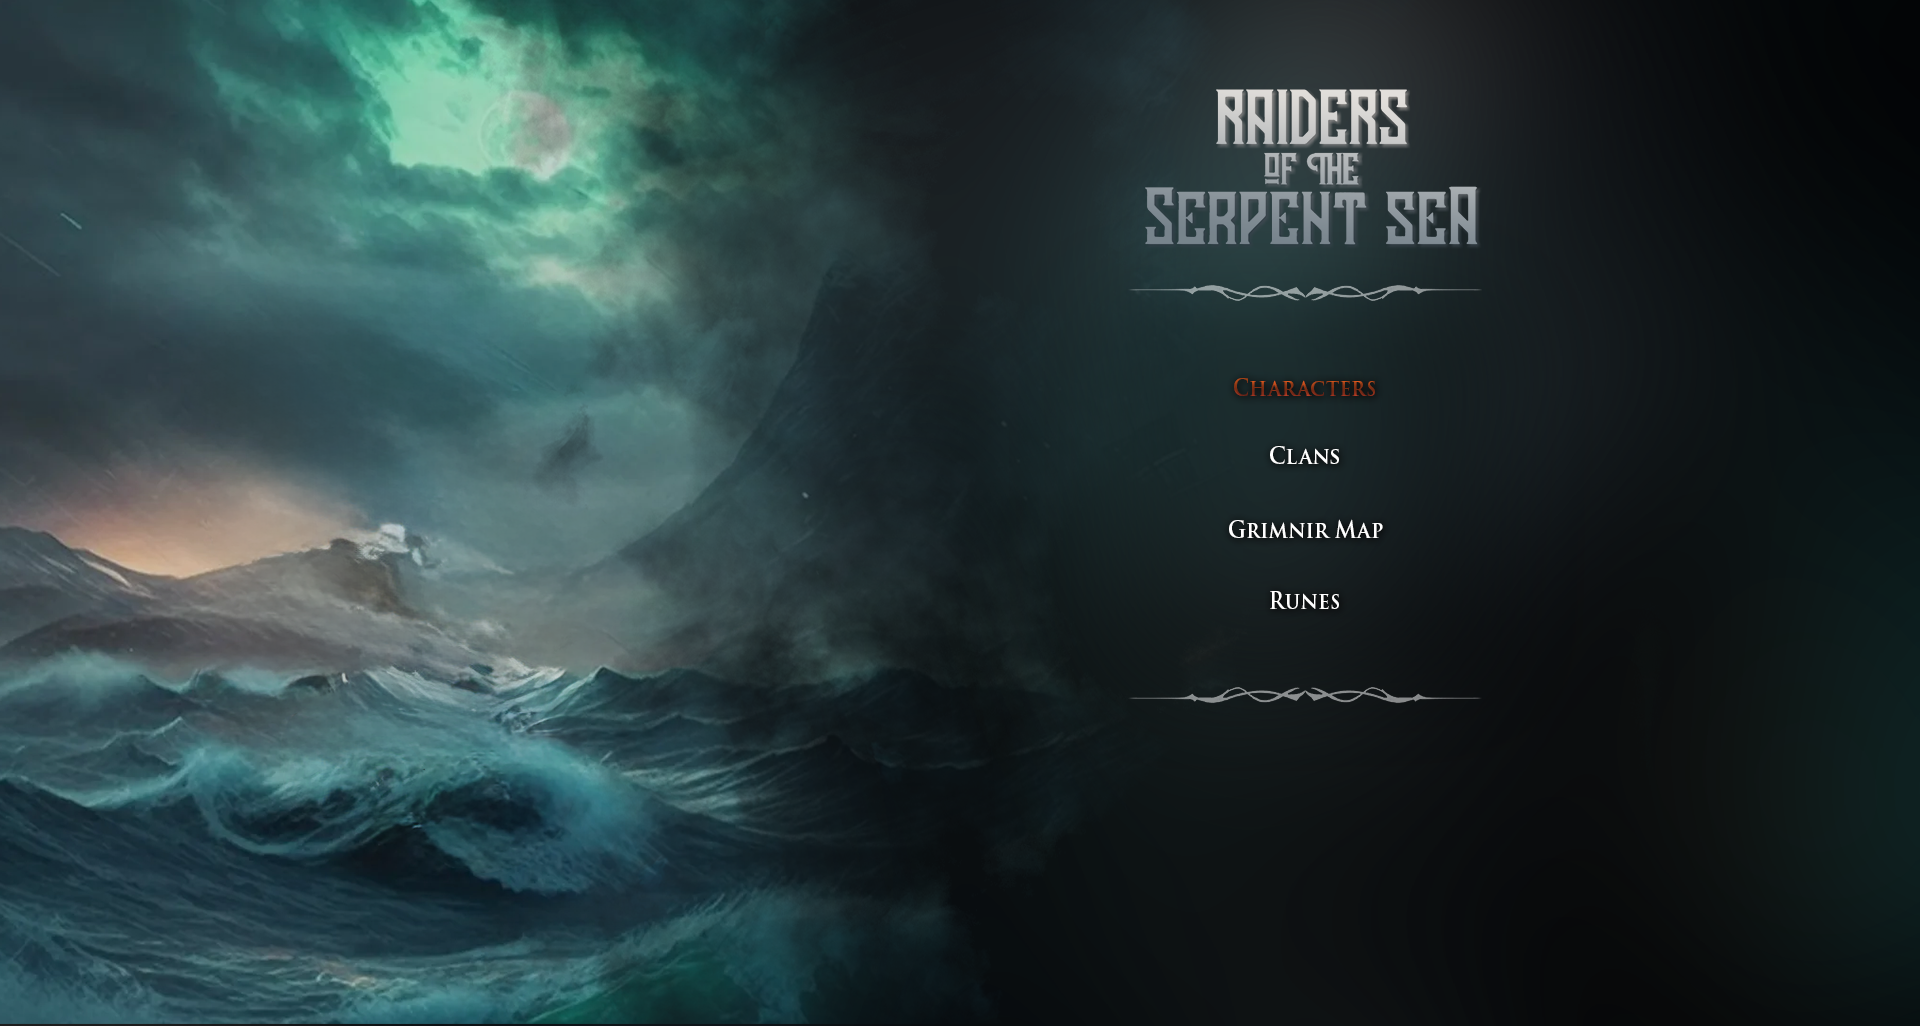 RAIDERS
OF THE
SERPENT SEA
Characters
Clans
Grimnir Map
Runes